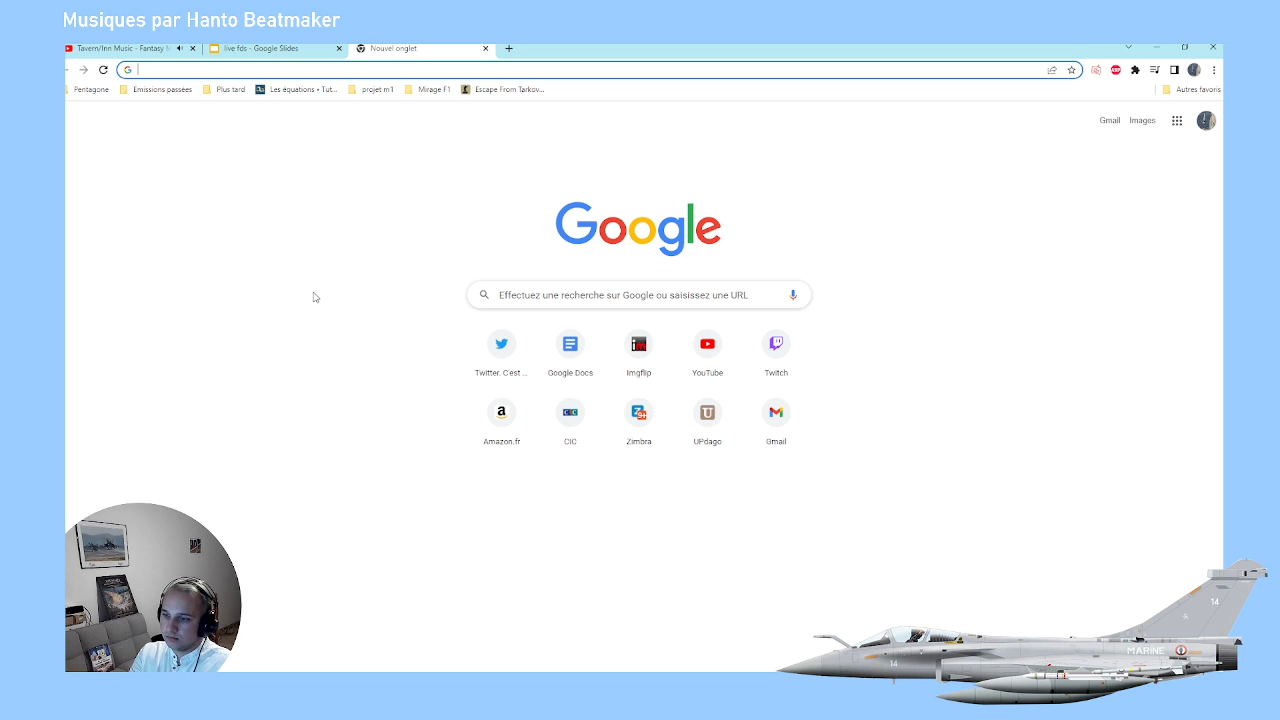 Musiques par Hanto Beatmaker
Tavern/Inn Music - Fantasy M
live fds - Google Slides
Nouvel onglet
Pentagone
Emissions passées
Plus tard
Les équations • Tut...
projet m1
Mirage F1
Escape From Tarkov...
Autres favoris
Gmail
Images
Google
Effectuez une recherche sur Google ou saisissez une URL
Twitter. C'est ...
Google Docs
Imgflip
YouTube
Twitch
Amazon.fr
CIC
Zimbra
UPdago
Gmail
14
MARINE
14